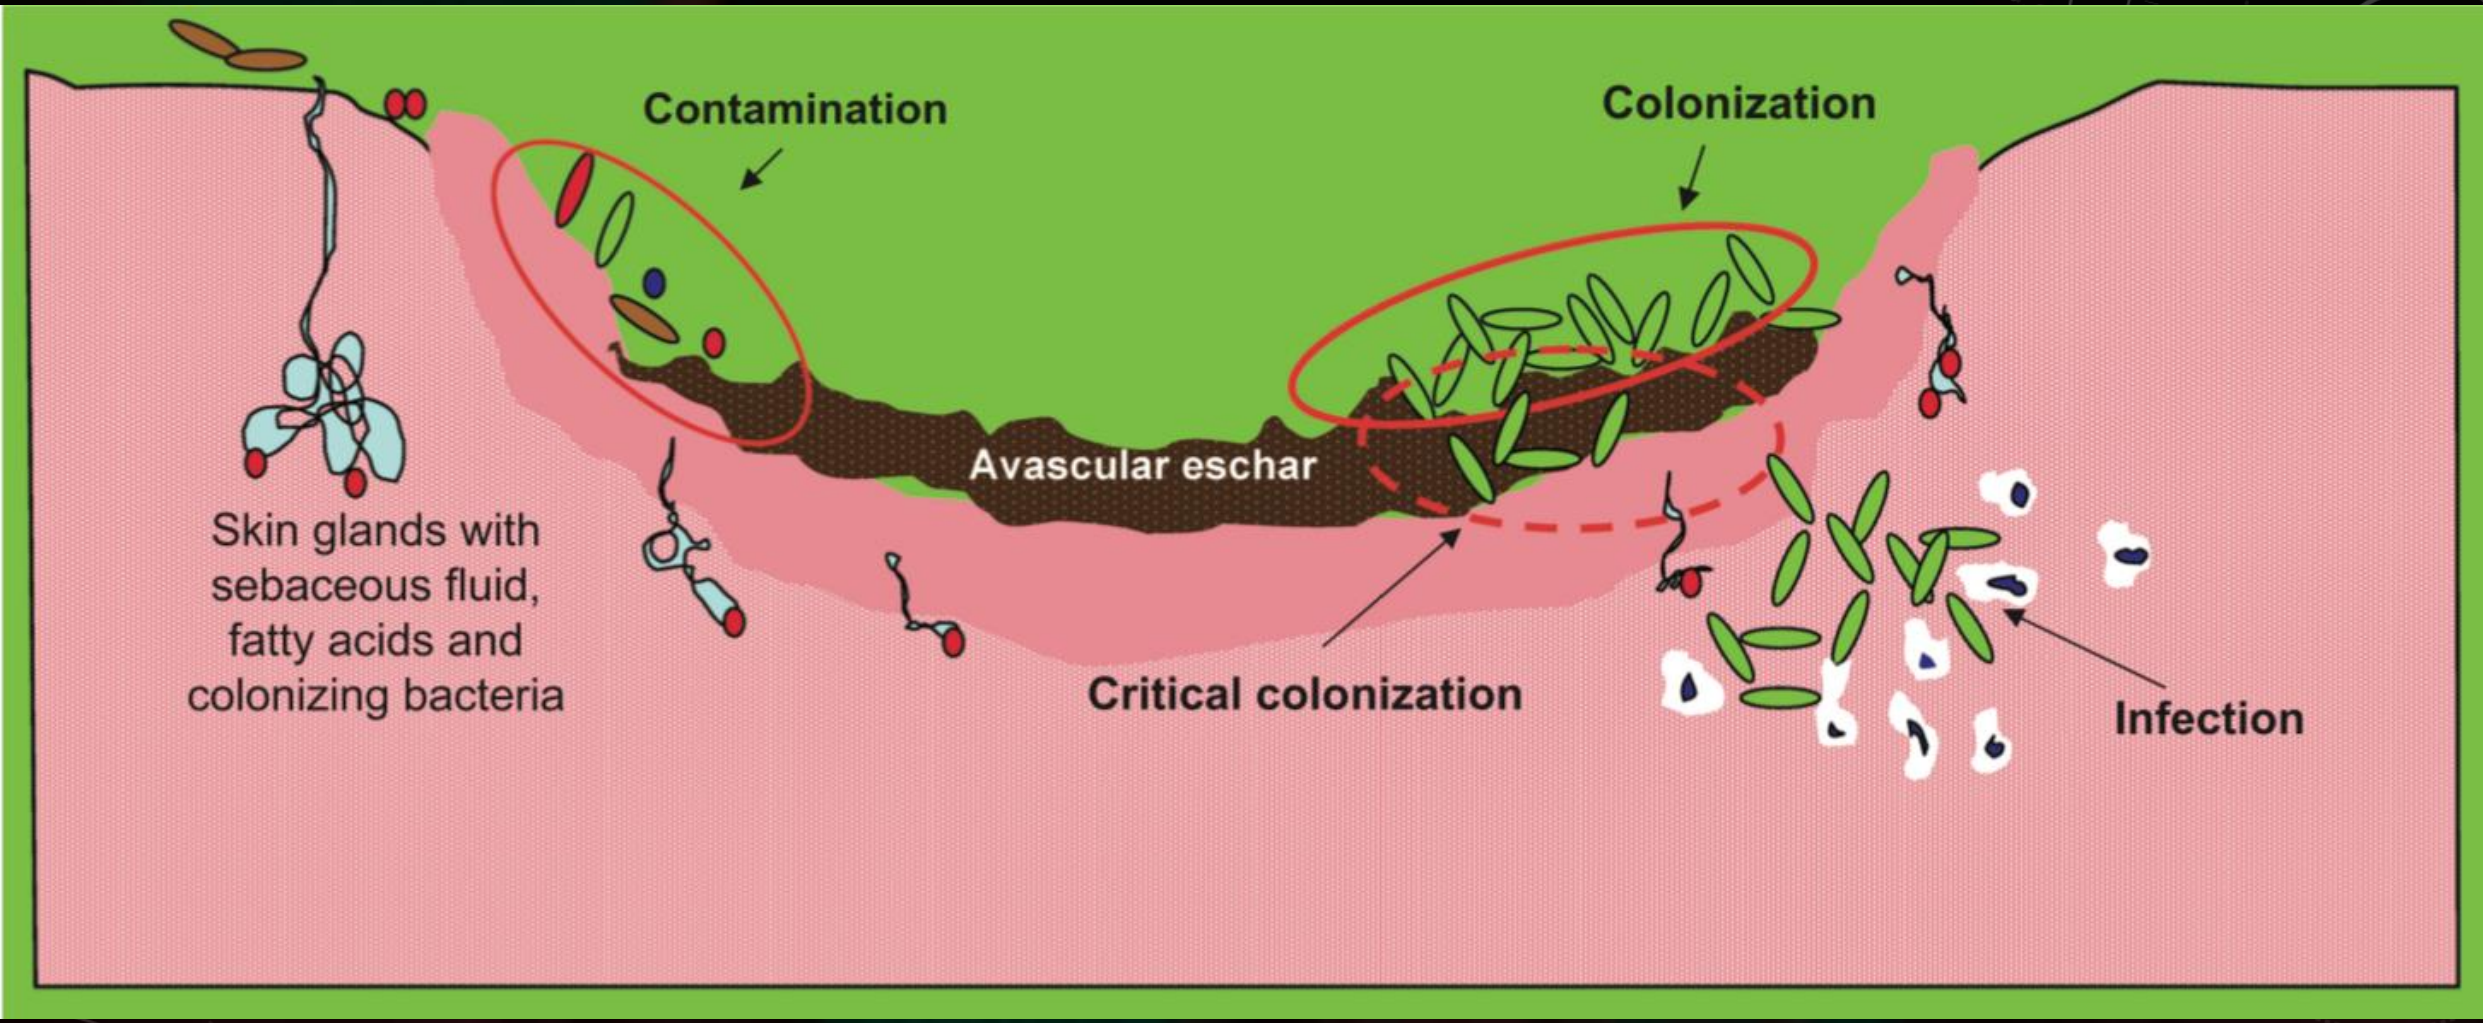 Contamination
Colonization
Avascular eschar
Skin glands with
sebaceous fluid,
fatty acids and
colonizing bacteria
Critical colonization
Infection